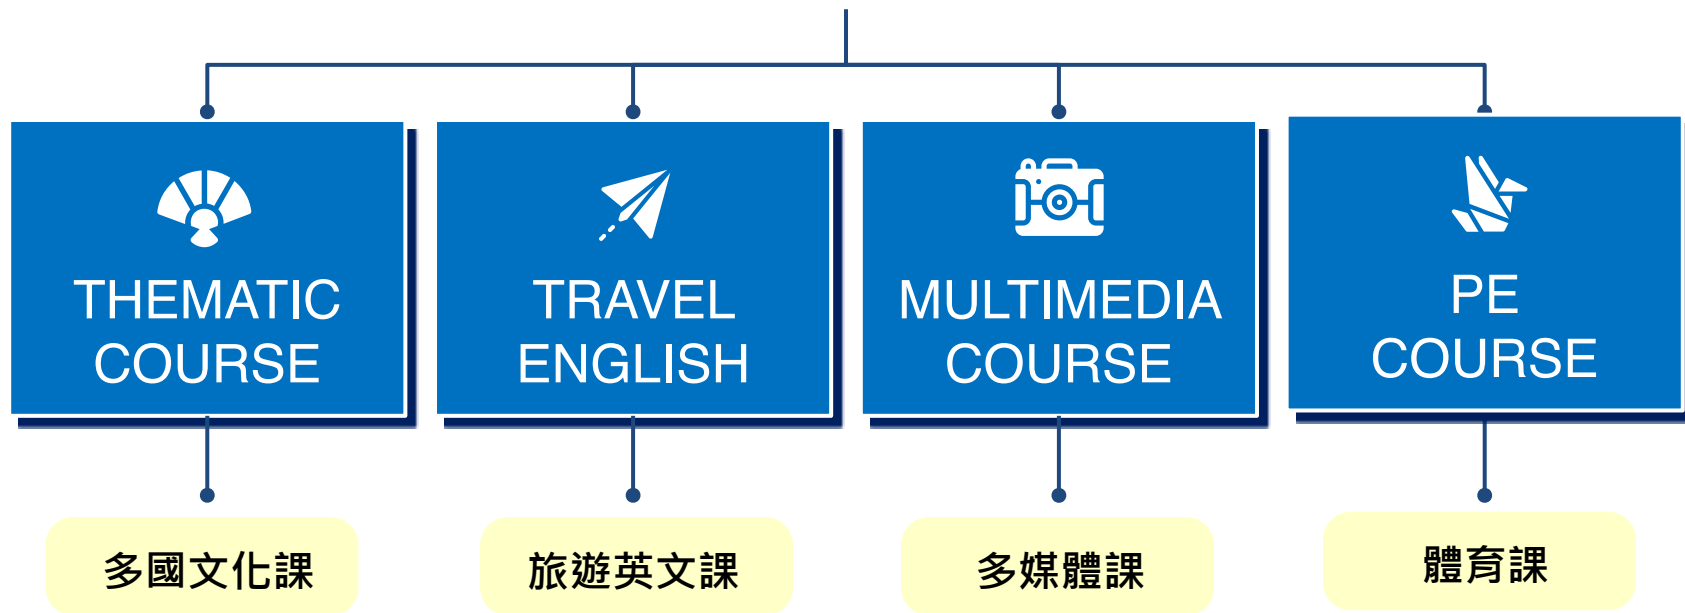 THEMATIC
COURSE
TRAVEL
ENGLISH
MULTIMEDIA
COURSE
PE
COURSE
多國文化課
旅遊英文課
多媒體課
體育課